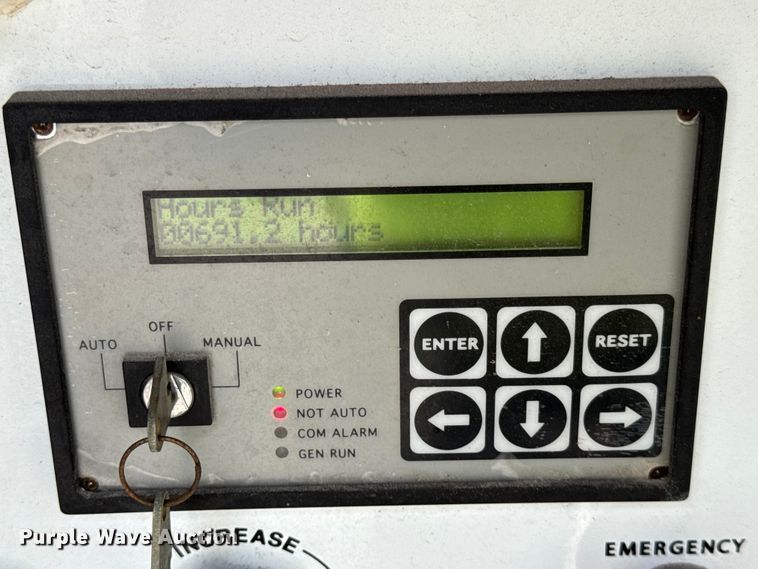 Hours Run
00691.2 hours
OFF
AUTO
MANUAL
ENTER
RESET
POWER
NOT AUTO
COM ALARM
GEN RUN
INCREASE
EMERGENCY
Purple Wave Auction